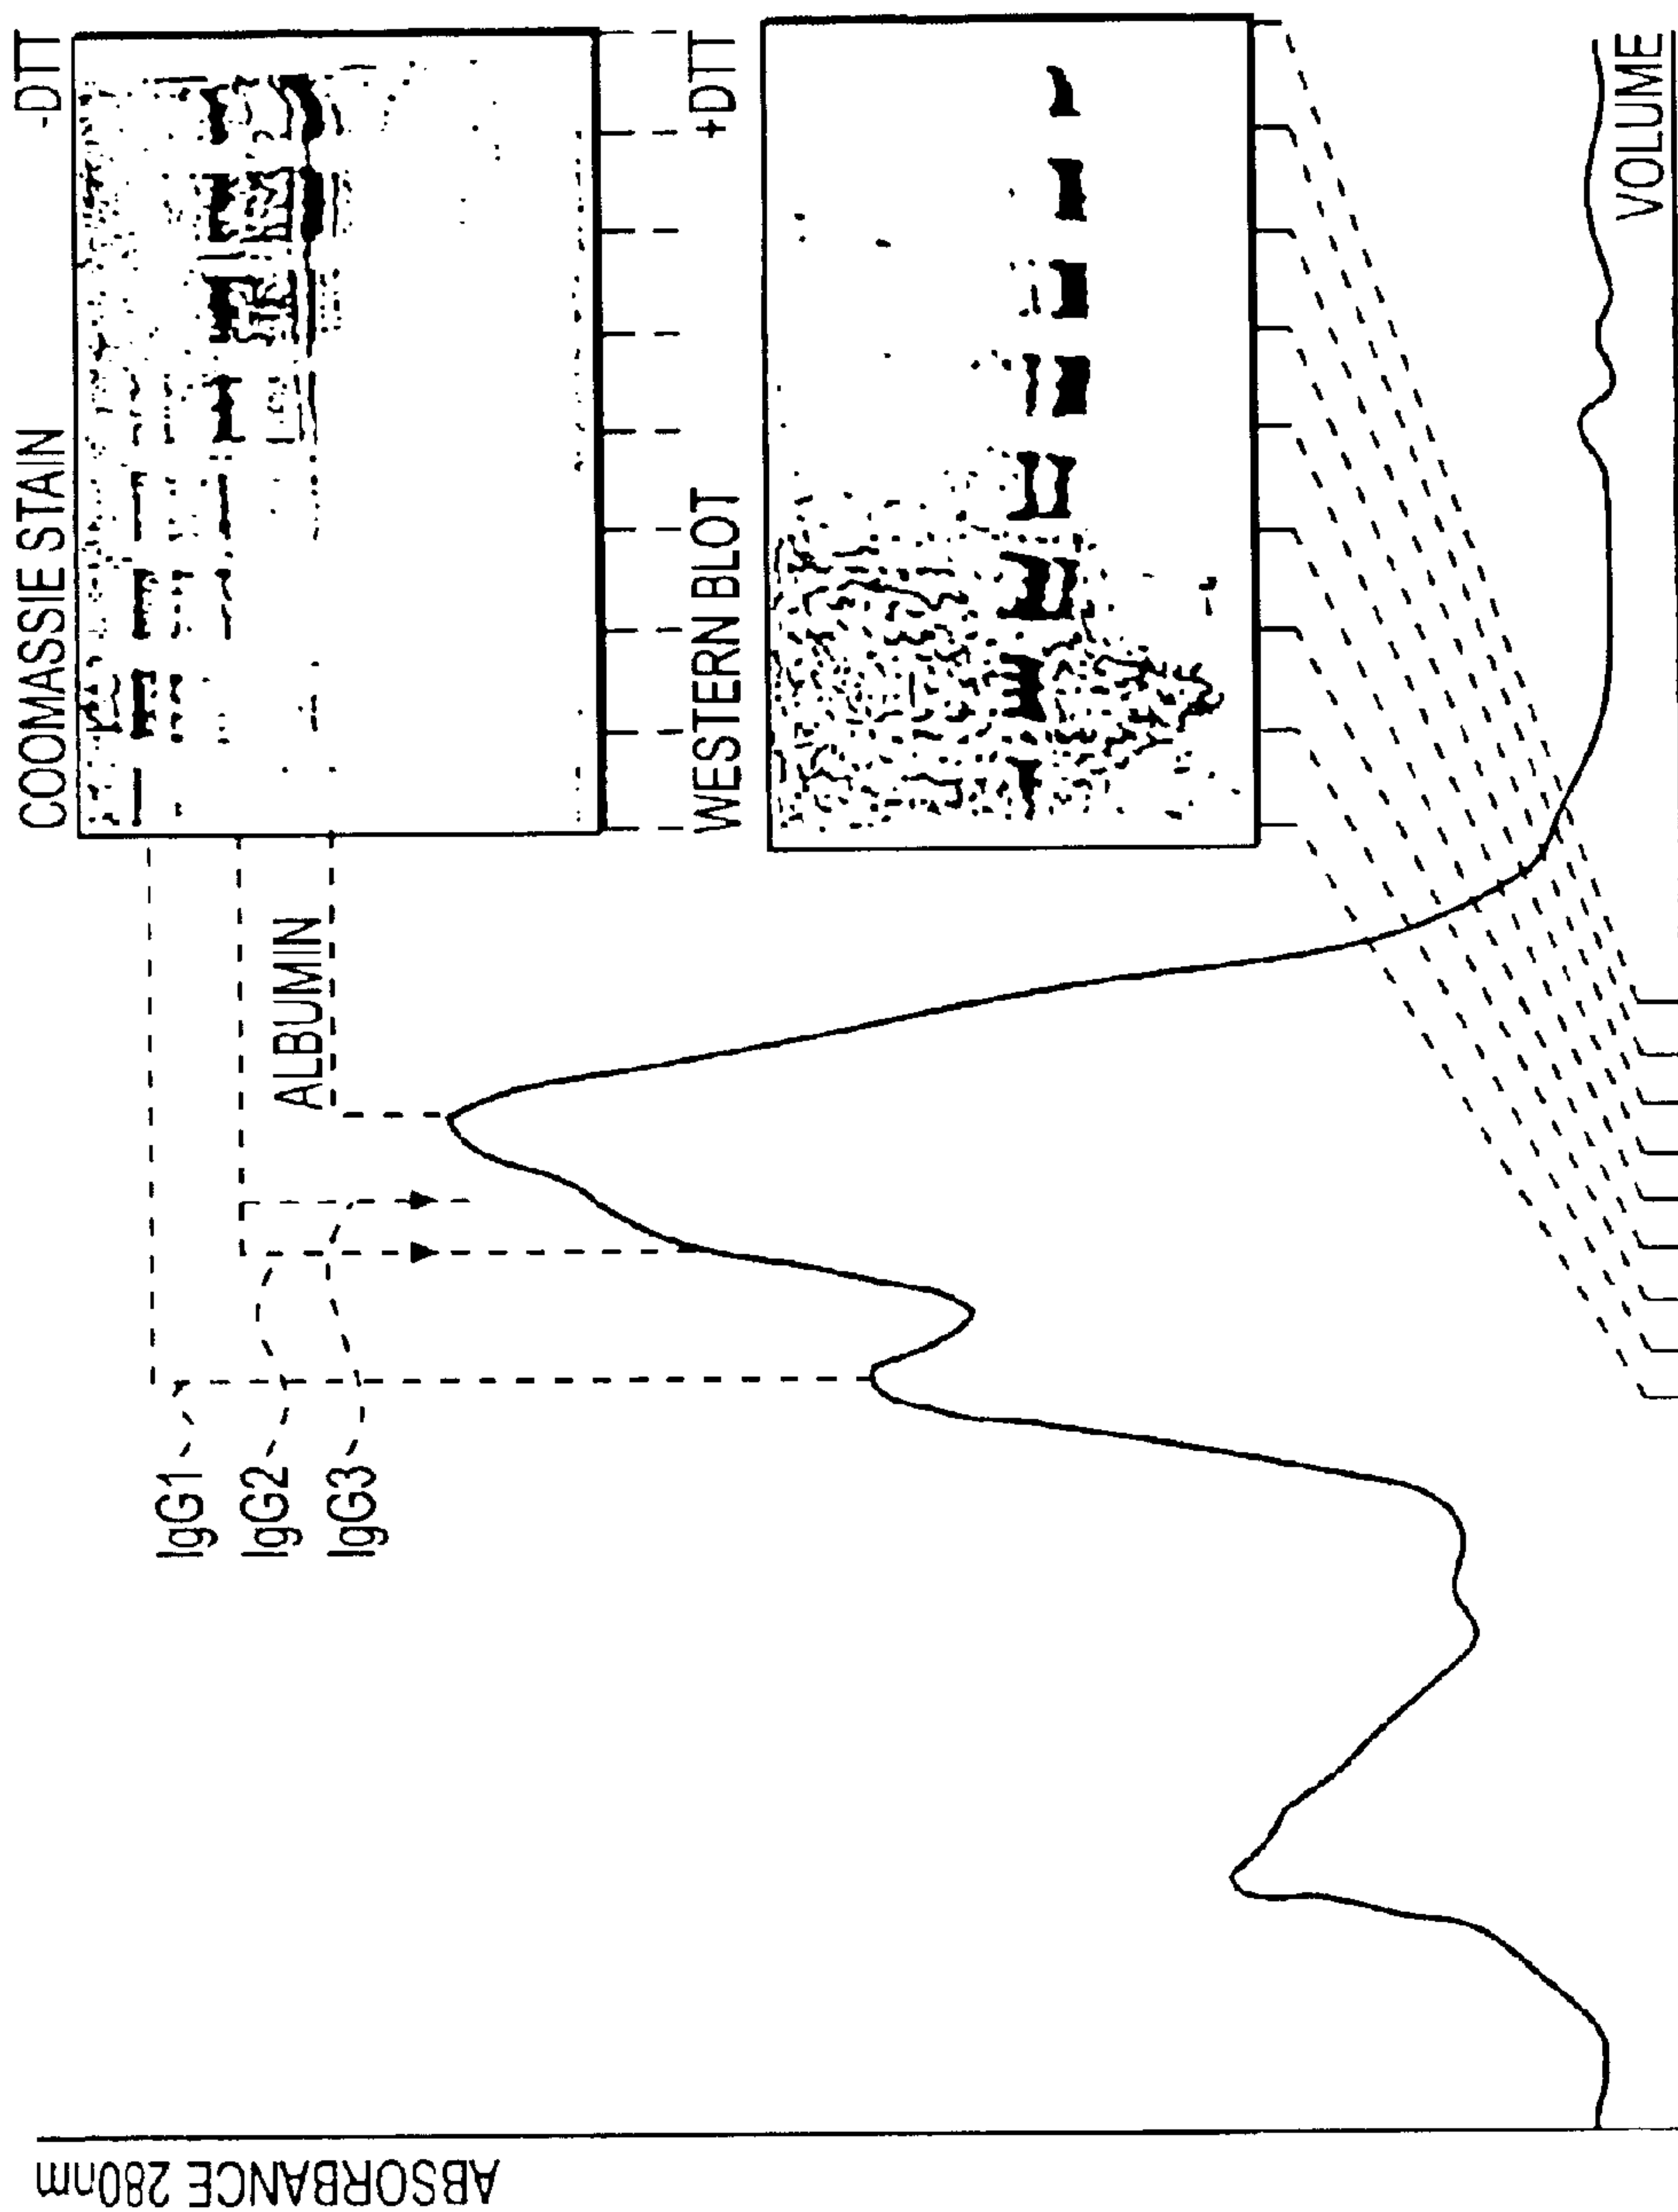 COOMASSIE STAIN
-DTT
IgG1
IgG2
IgG3
ALBUMIN
WESTERN BLOT
+DTT
ABSORBANCE 280nm
VOLUME